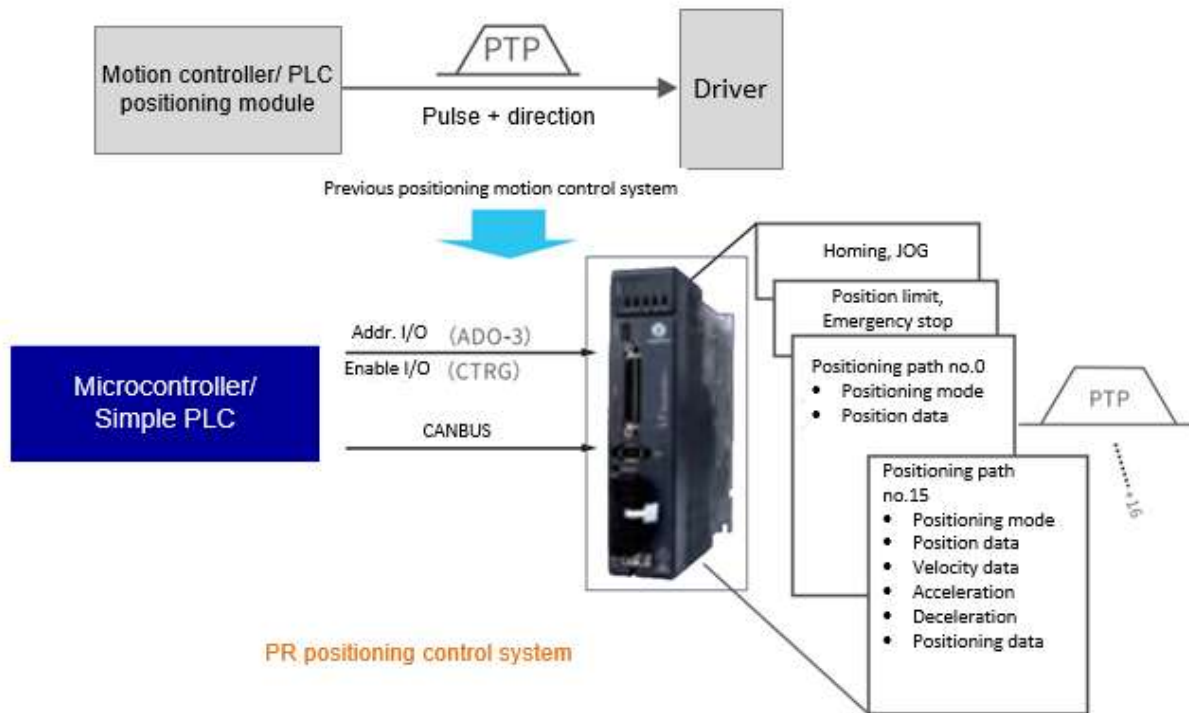 Motion controller/ PLC
positioning module
PTP
Pulse + direction
Driver
Previous positioning motion control system
Homing, JOG
Position limit,
Emergency stop
Addr. I/O (ADO-3)
Enable I/O (CTRG)
Microcontroller/
Simple PLC
CANBUS
Positioning path no.0
• Positioning mode
• Position data
PTP
+16
Positioning path
no.15
• Positioning mode
• Position data
• Velocity data
• Acceleration
• Deceleration
• Positioning data
PR positioning control system